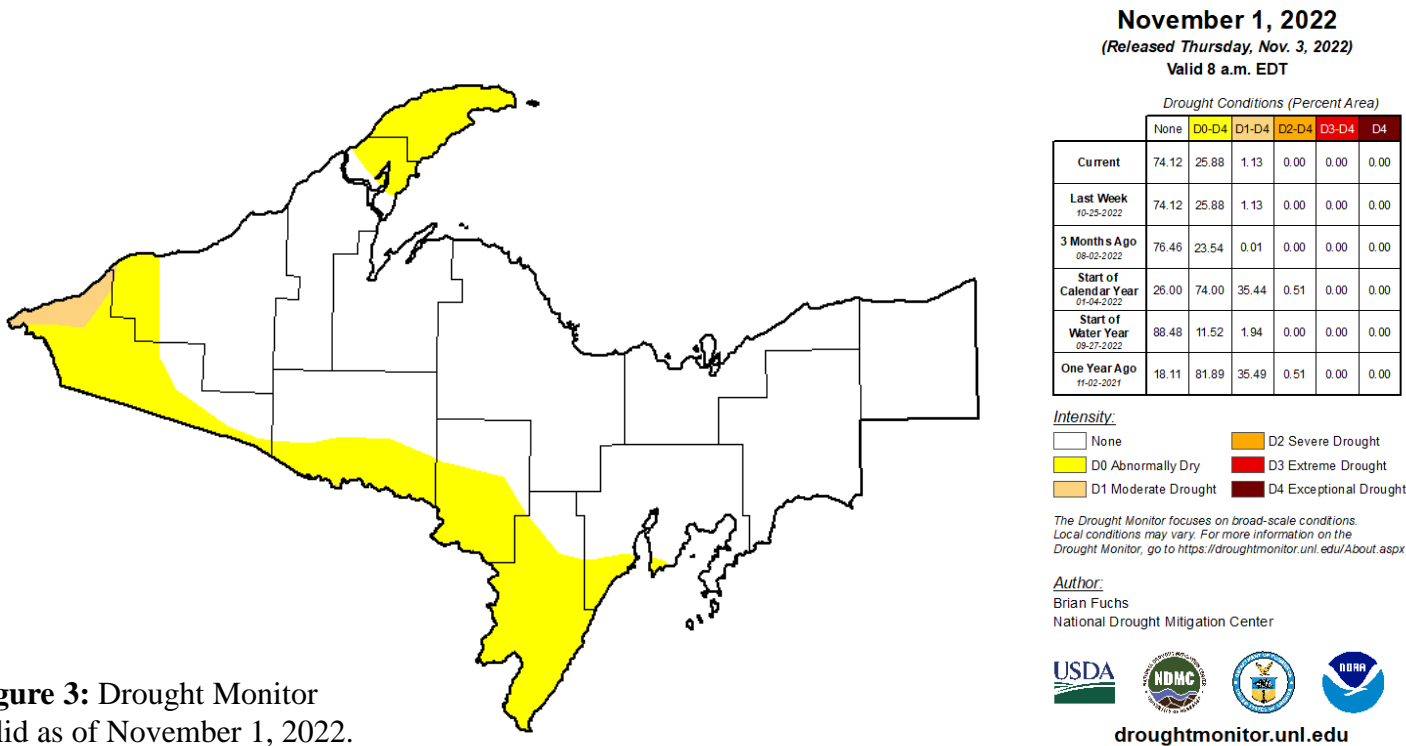 November 1, 2022
(Released Thursday, Nov. 3, 2022)
Valid 8 a.m. EDT
Drought Conditions (Percent Area)
None D0-D4 D1-D4 D2-D4 D3-D4 D4
Current 74.12 25.88 1.13 0.00 0.00 0.00
Last Week 74.12 25.88 1.13 0.00 0.00 0.00
10-25-2022
3 Months Ago 76.46 23.54 0.01 0.00 0.00 0.00
08-02-2022
Start of
Calendar Year 26.00 74.00 35.44 0.51 0.00 0.00
01-04-2022
Start of
Water Year 88.48 11.52 1.94 0.00 0.00 0.00
09-27-2022
One Year Ago 18.11 81.89 35.49 0.51 0.00 0.00
11-02-2021
Intensity:
None D2 Severe Drought
D0 Abnormally Dry D3 Extreme Drought
D1 Moderate Drought D4 Exceptional Drought
The Drought Monitor focuses on broad-scale conditions.
Local conditions may vary. For more information on the
Drought Monitor, go to https://droughtmonitor.unl.edu/About.aspx
Author:
Brian Fuchs
National Drought Mitigation Center
USDA NDMC NOAA
droughtmonitor.unl.edu
gure 3: Drought Monitor
lid as of November 1, 2022.